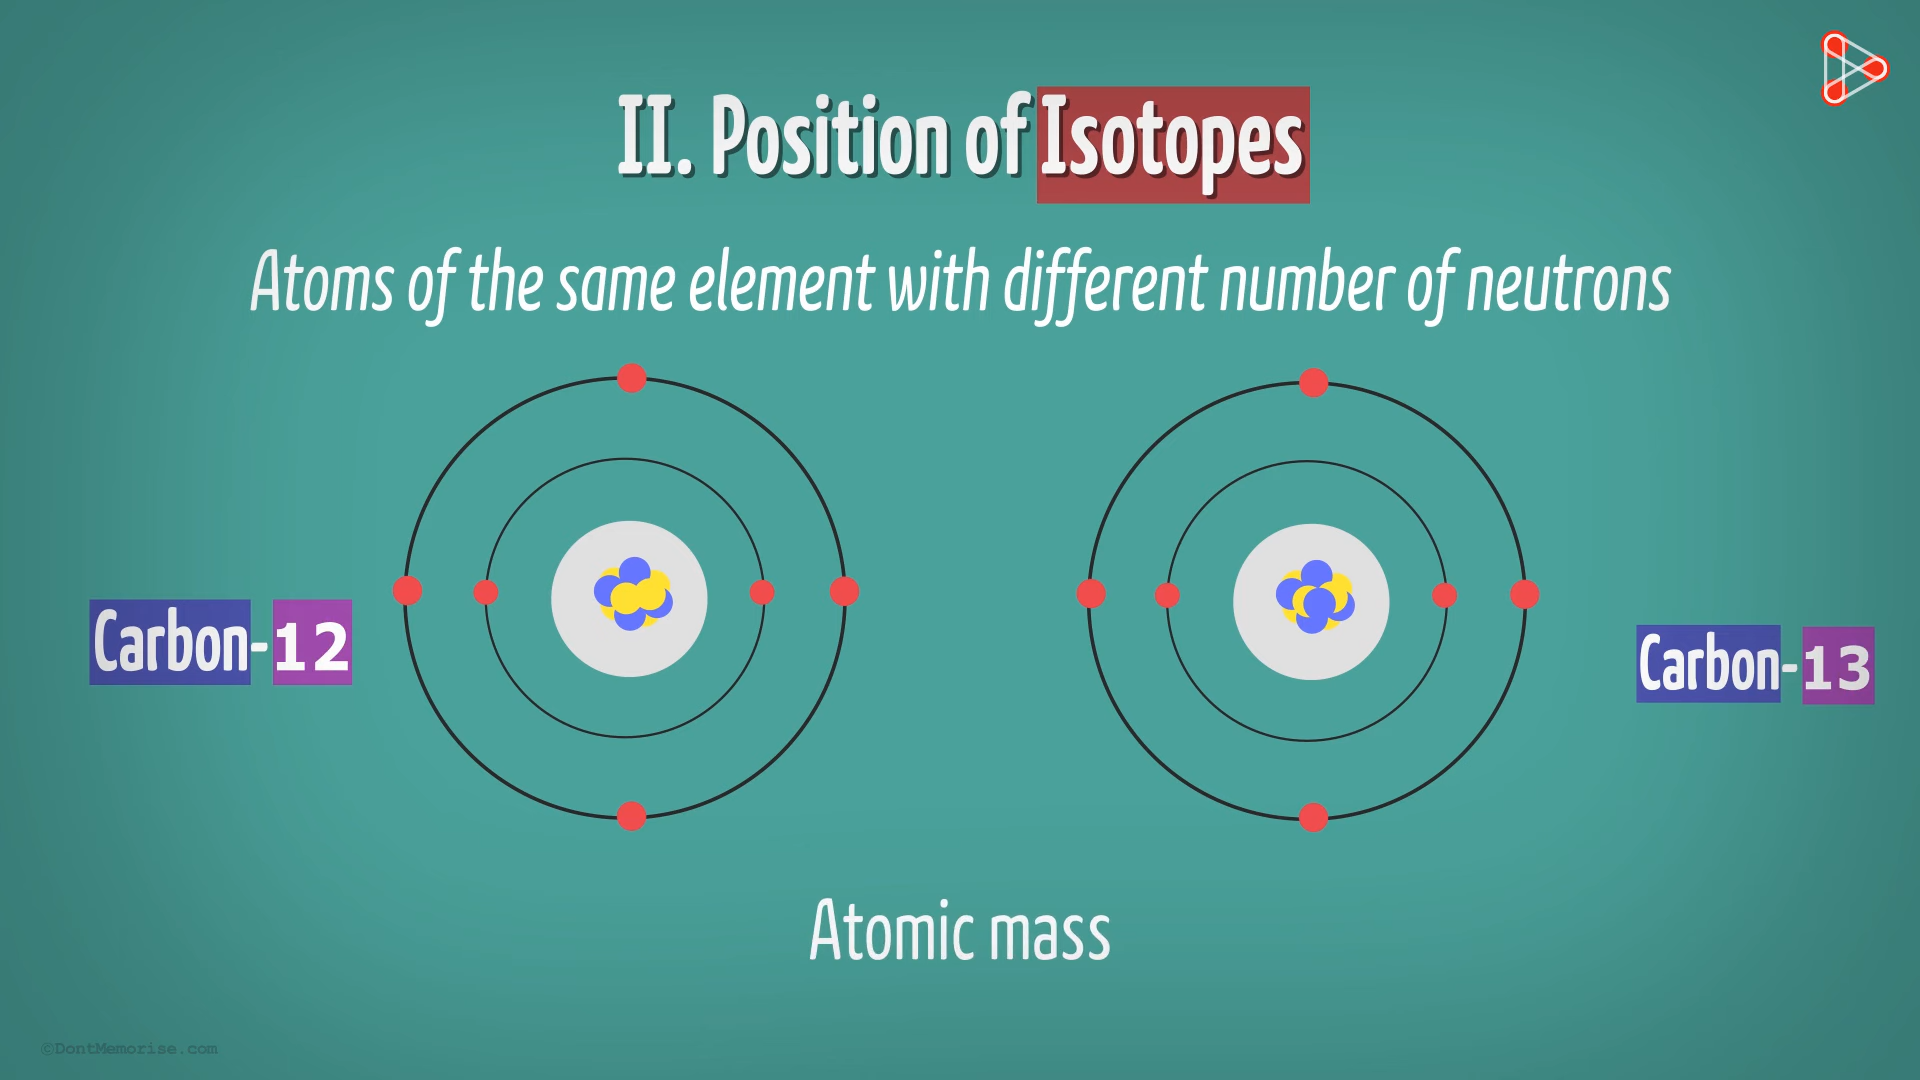 II. Position of Isotopes
Atoms of the same element with different number of neutrons
Carbon-12
Carbon-13
Atomic mass
©DontMemorise.com